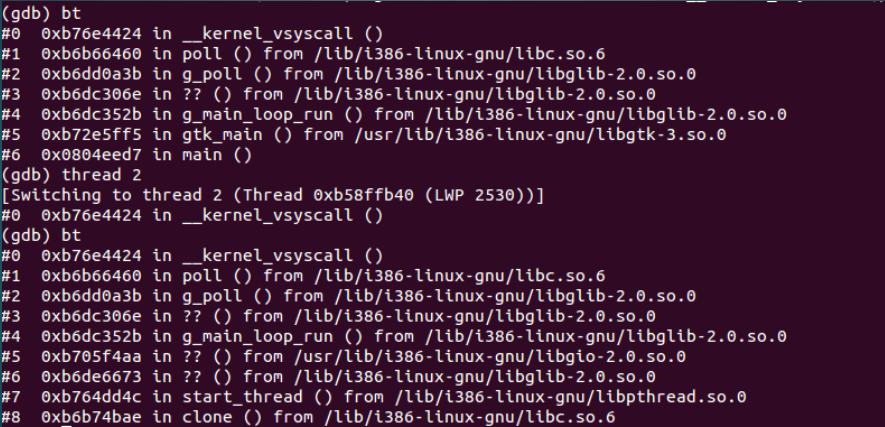 (gdb) bt
#0  0xb76e4424 in __kernel_vsyscall ()
#1  0xb6b66460 in poll () from /lib/i386-linux-gnu/libc.so.6
#2  0xb6dd0a3b in g_poll () from /lib/i386-linux-gnu/libglib-2.0.so.0
#3  0xb6dc306e in ?? () from /lib/i386-linux-gnu/libglib-2.0.so.0
#4  0xb6dc352b in g_main_loop_run () from /lib/i386-linux-gnu/libglib-2.0.so.0
#5  0xb72e5ff5 in gtk_main () from /usr/lib/i386-linux-gnu/libgtk-3.so.0
#6  0x0804eed7 in main ()
(gdb) thread 2
[Switching to thread 2 (Thread 0xb58ffb40 (LWP 2530))]
#0  0xb76e4424 in __kernel_vsyscall ()
(gdb) bt
#0  0xb76e4424 in __kernel_vsyscall ()
#1  0xb6b66460 in poll () from /lib/i386-linux-gnu/libc.so.6
#2  0xb6dd0a3b in g_poll () from /lib/i386-linux-gnu/libglib-2.0.so.0
#3  0xb6dc306e in ?? () from /lib/i386-linux-gnu/libglib-2.0.so.0
#4  0xb6dc352b in g_main_loop_run () from /lib/i386-linux-gnu/libglib-2.0.so.0
#5  0xb705f4aa in ?? () from /usr/lib/i386-linux-gnu/libgio-2.0.so.0
#6  0xb6de6673 in ?? () from /lib/i386-linux-gnu/libglib-2.0.so.0
#7  0xb764dd4c in start_thread () from /lib/i386-linux-gnu/libpthread.so.0
#8  0xb6b74bae in clone () from /lib/i386-linux-gnu/libc.so.6